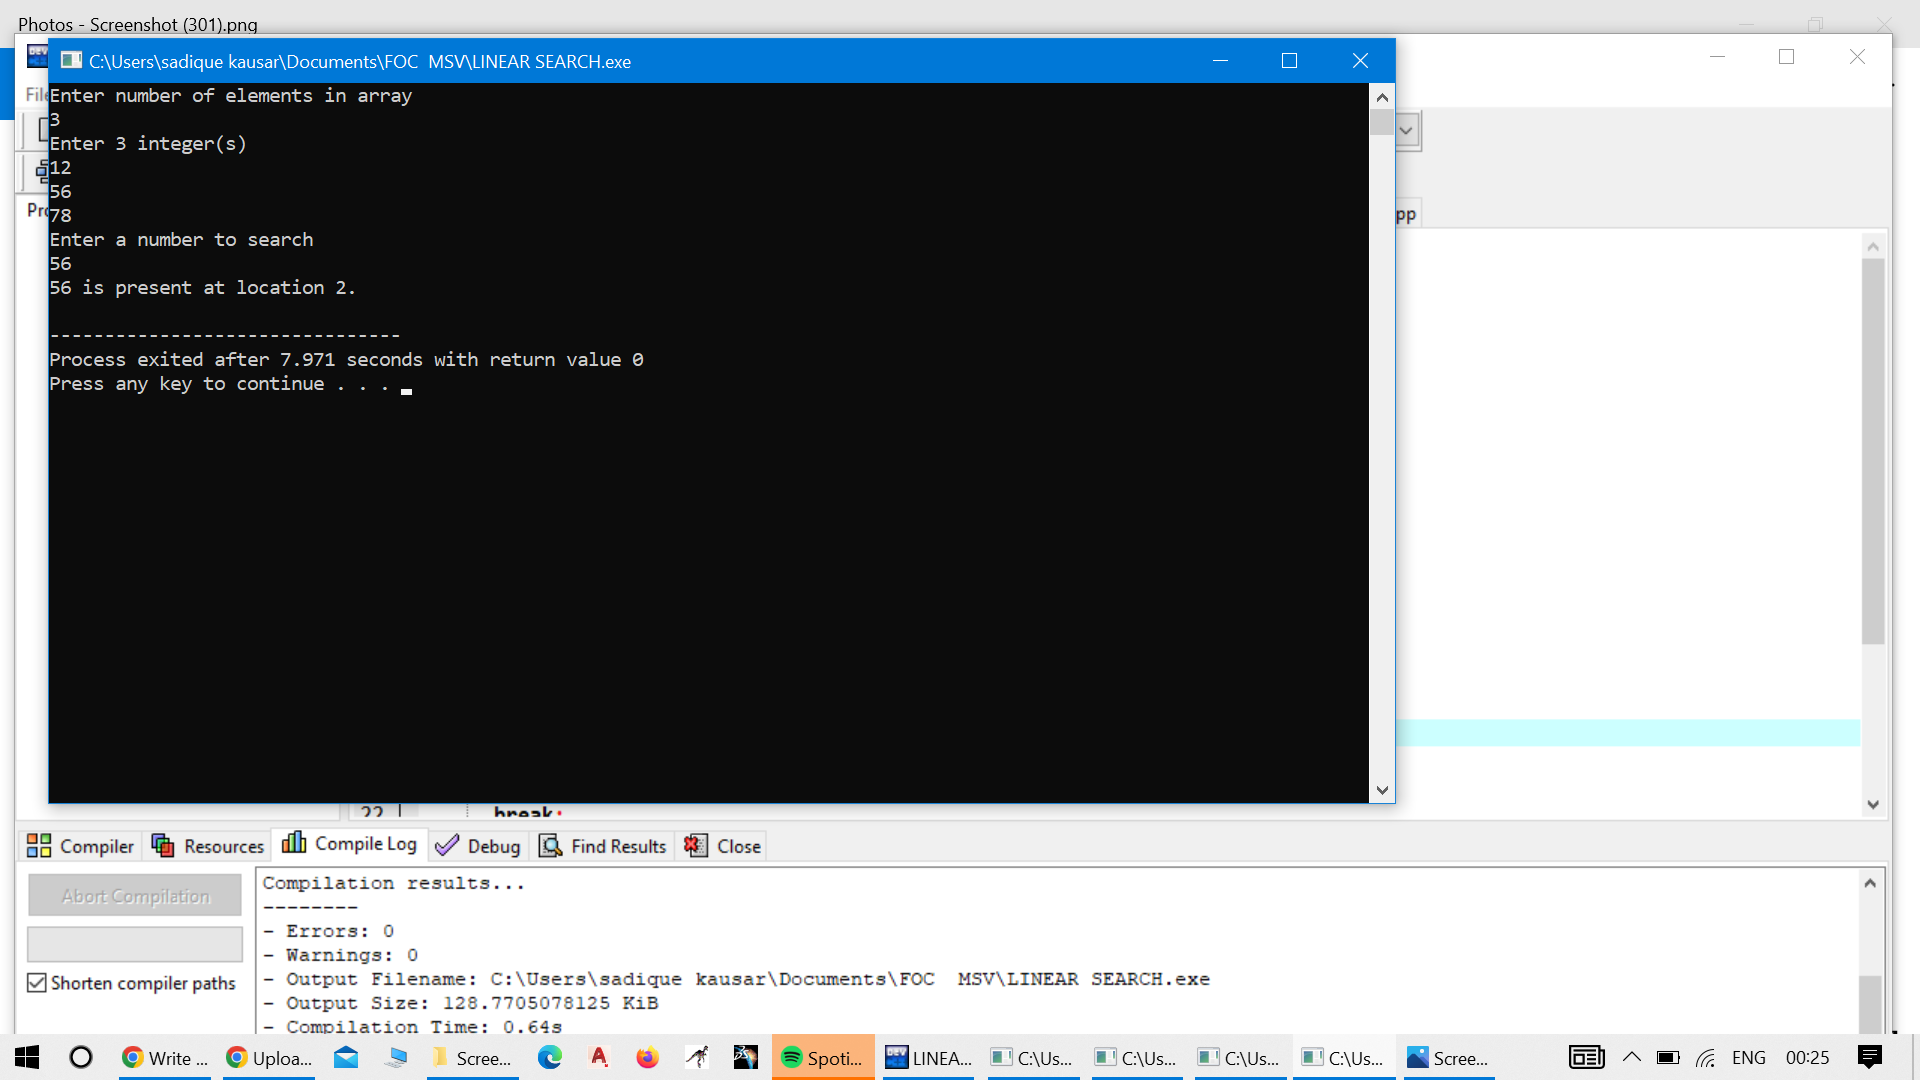 Photos - Screenshot (301).png
C:\Users\sadique kausar\Documents\FOC  MSV\LINEAR SEARCH.exe
Enter number of elements in array
3
Enter 3 integer(s)
12
56
78
Enter a number to search
56
56 is present at location 2.
--------------------------------
Process exited after 7.971 seconds with return value 0
Press any key to continue . . .
DEV
File
Pro
pp
22 break;
Compiler Resources Compile Log Debug Find Results Close
Abort Compilation
Shorten compiler paths
Compilation results...
--------
- Errors: 0
- Warnings: 0
- Output Filename: C:\Users\sadique kausar\Documents\FOC  MSV\LINEAR SEARCH.exe
- Output Size: 128.7705078125 KiB
- Compilation Time: 0.64s
Write ... Uploa... Scree... Spoti... LINEA... C:\Us... C:\Us... C:\Us... C:\Us... Scree... ENG 00:25